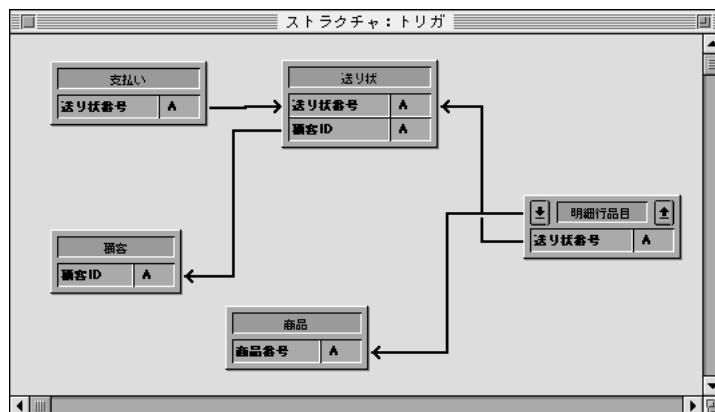 ストラクチャ：トリガ
支払い
送り状番号 A
送り状
送り状番号 A
顧客ID A
明細行品目
送り状番号 A
顧客
顧客ID A
商品
商品番号 A